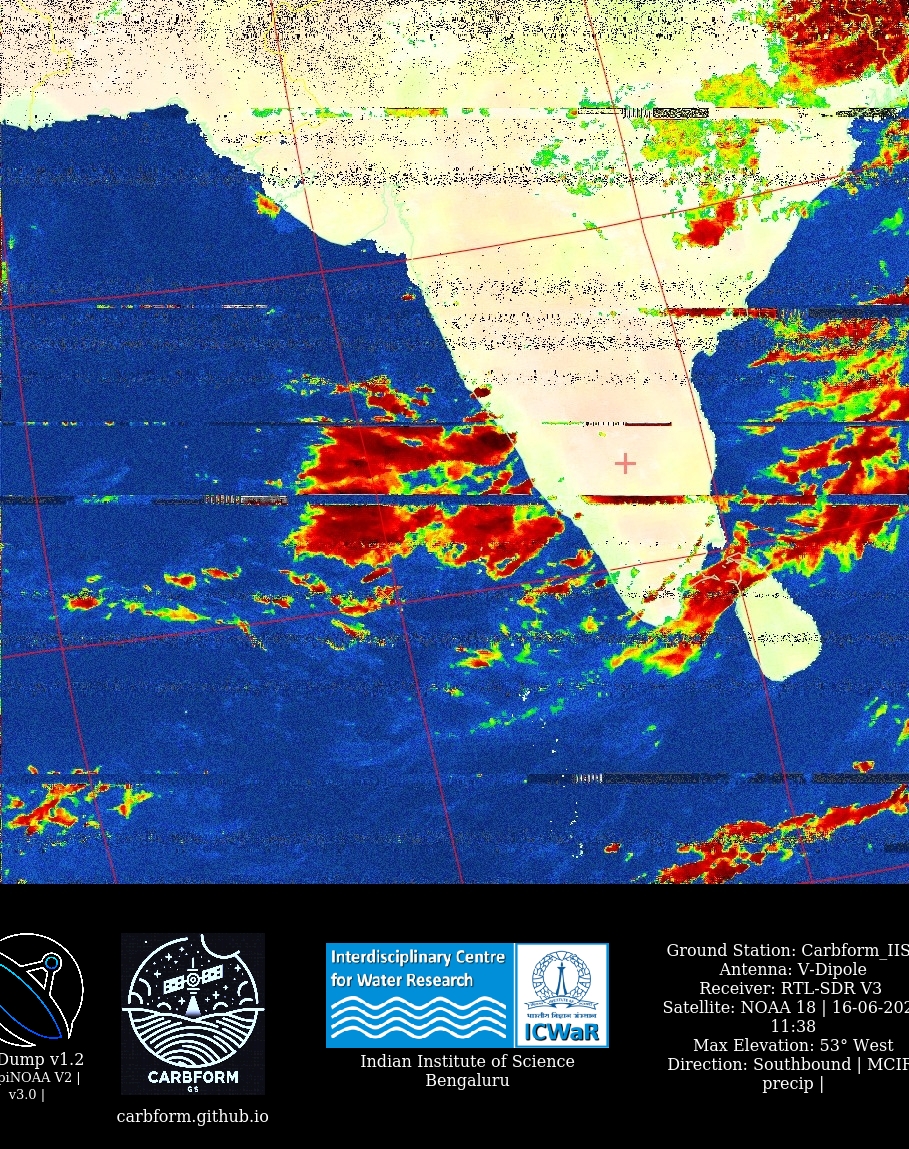 Dump v1.2
piNOAA V2 |
v3.0 |
CARBFORM
GS
carbform.github.io
Interdisciplinary Centre
for Water Research
भारतीय विज्ञान संस्थान
ICWaR
Indian Institute of Science
Bengaluru
Ground Station: Carbform_IIS
Antenna: V-Dipole
Receiver: RTL-SDR V3
Satellite: NOAA 18 | 16-06-202
11:38
Max Elevation: 53° West
Direction: Southbound | MCIR
precip |